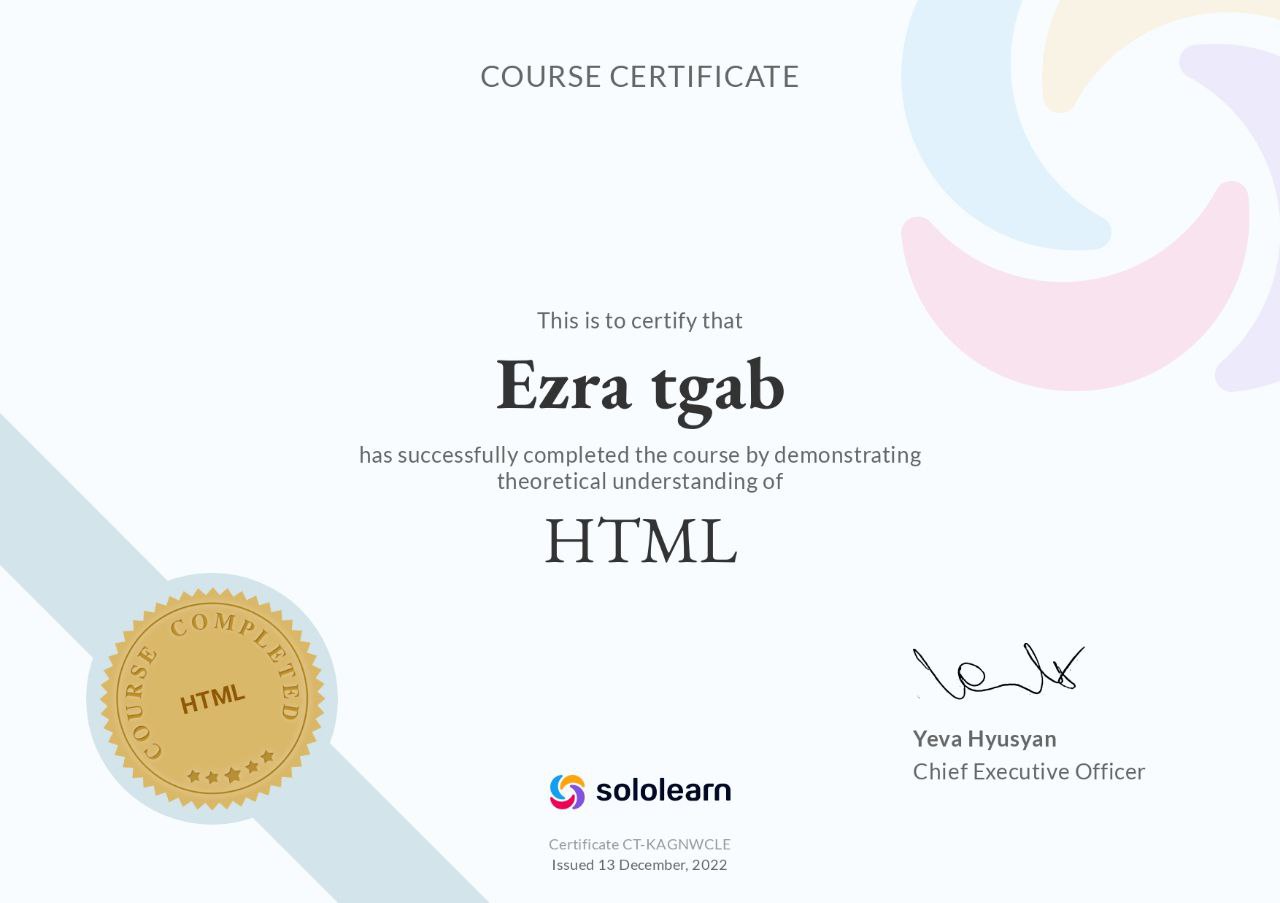 COURSE CERTIFICATE
This is to certify that
Ezra tgab
has successfully completed the course by demonstrating
theoretical understanding of
HTML
COURSE COMPLETED
HTML
Yeva Hyusyan
Chief Executive Officer
sololearn
Certificate CT-KAGNWCLE
Issued 13 December, 2022